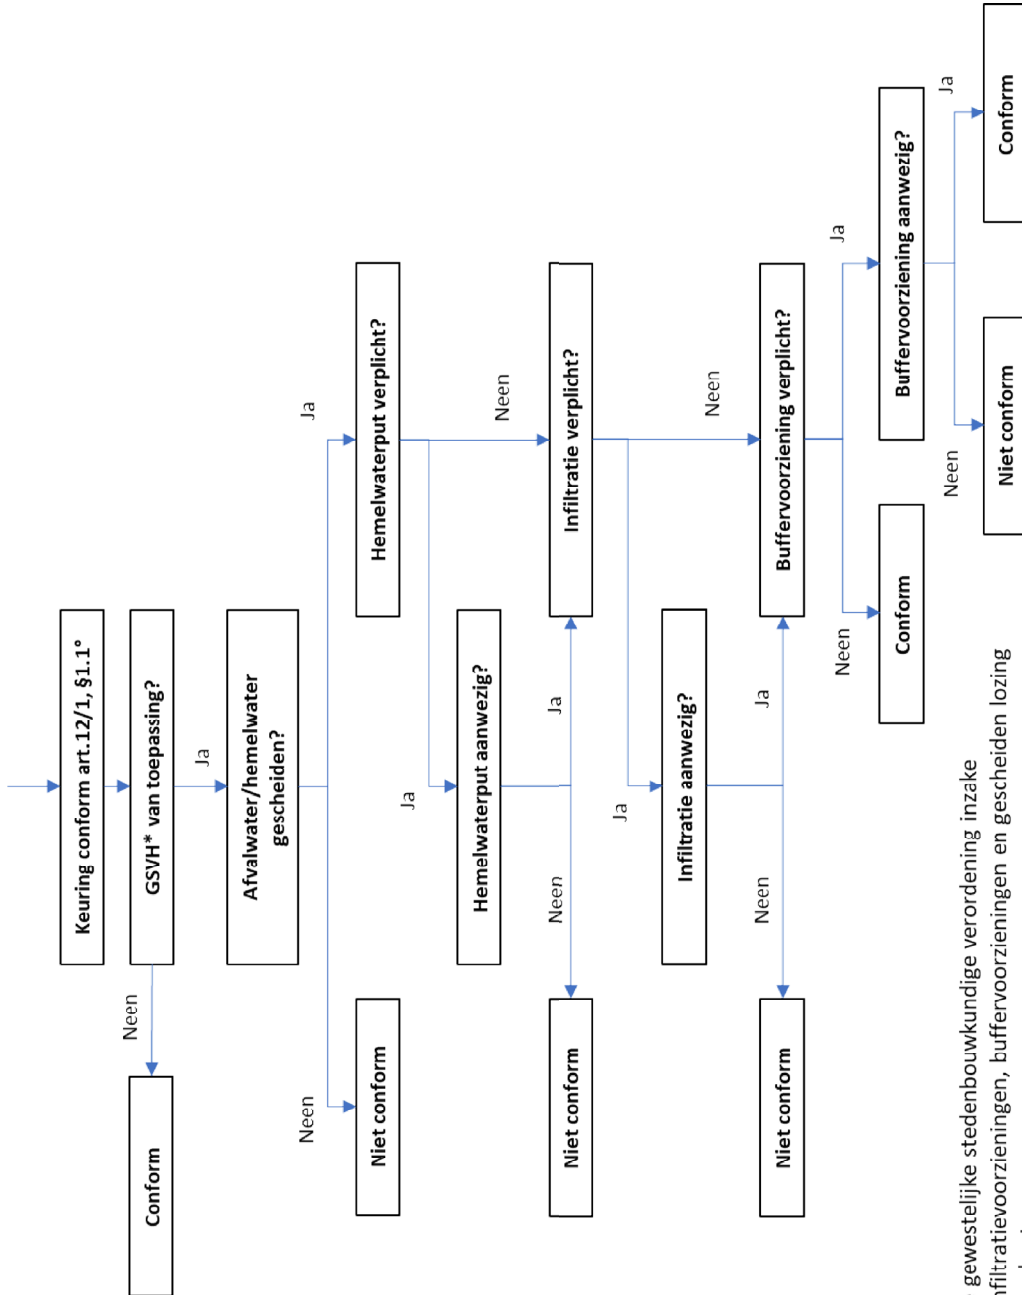 Keuring conform art.12/1, §1.1°
GSVH* van toepassing?
Neen
Conform
Ja
Afvalwater/hemelwater
gescheiden?
Neen
Ja
Niet conform
Hemelwaterput verplicht?
Ja
Neen
Hemelwaterput aanwezig?
Neen
Ja
Niet conform
Infiltratie verplicht?
Ja
Neen
Infiltratie aanwezig?
Neen
Ja
Niet conform
Buffervoorziening verplicht?
Neen
Ja
Conform
Buffervoorziening aanwezig?
Neen
Ja
Niet conform
Conform
gewestelijke stedenbouwkundige verordening inzake
nfiltratievoorzieningen, buffervoorzieningen en gescheiden lozing